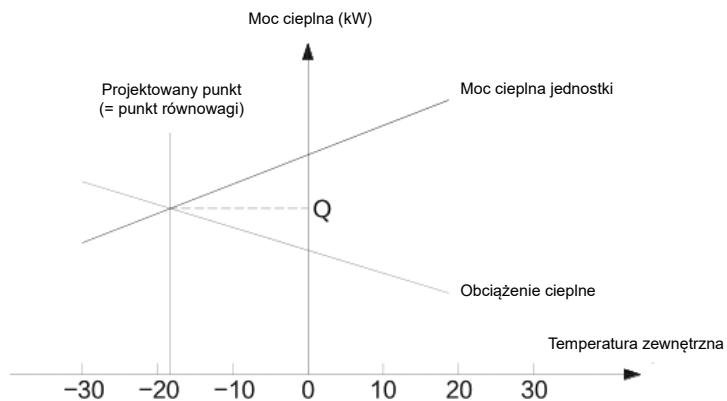 Moc cieplna (kW)
Projektowany punkt
(= punkt równowagi)
Moc cieplna jednostki
Q
Obciążenie cieplne
Temperatura zewnętrzna
−30 −20 −10 0 10 20 30